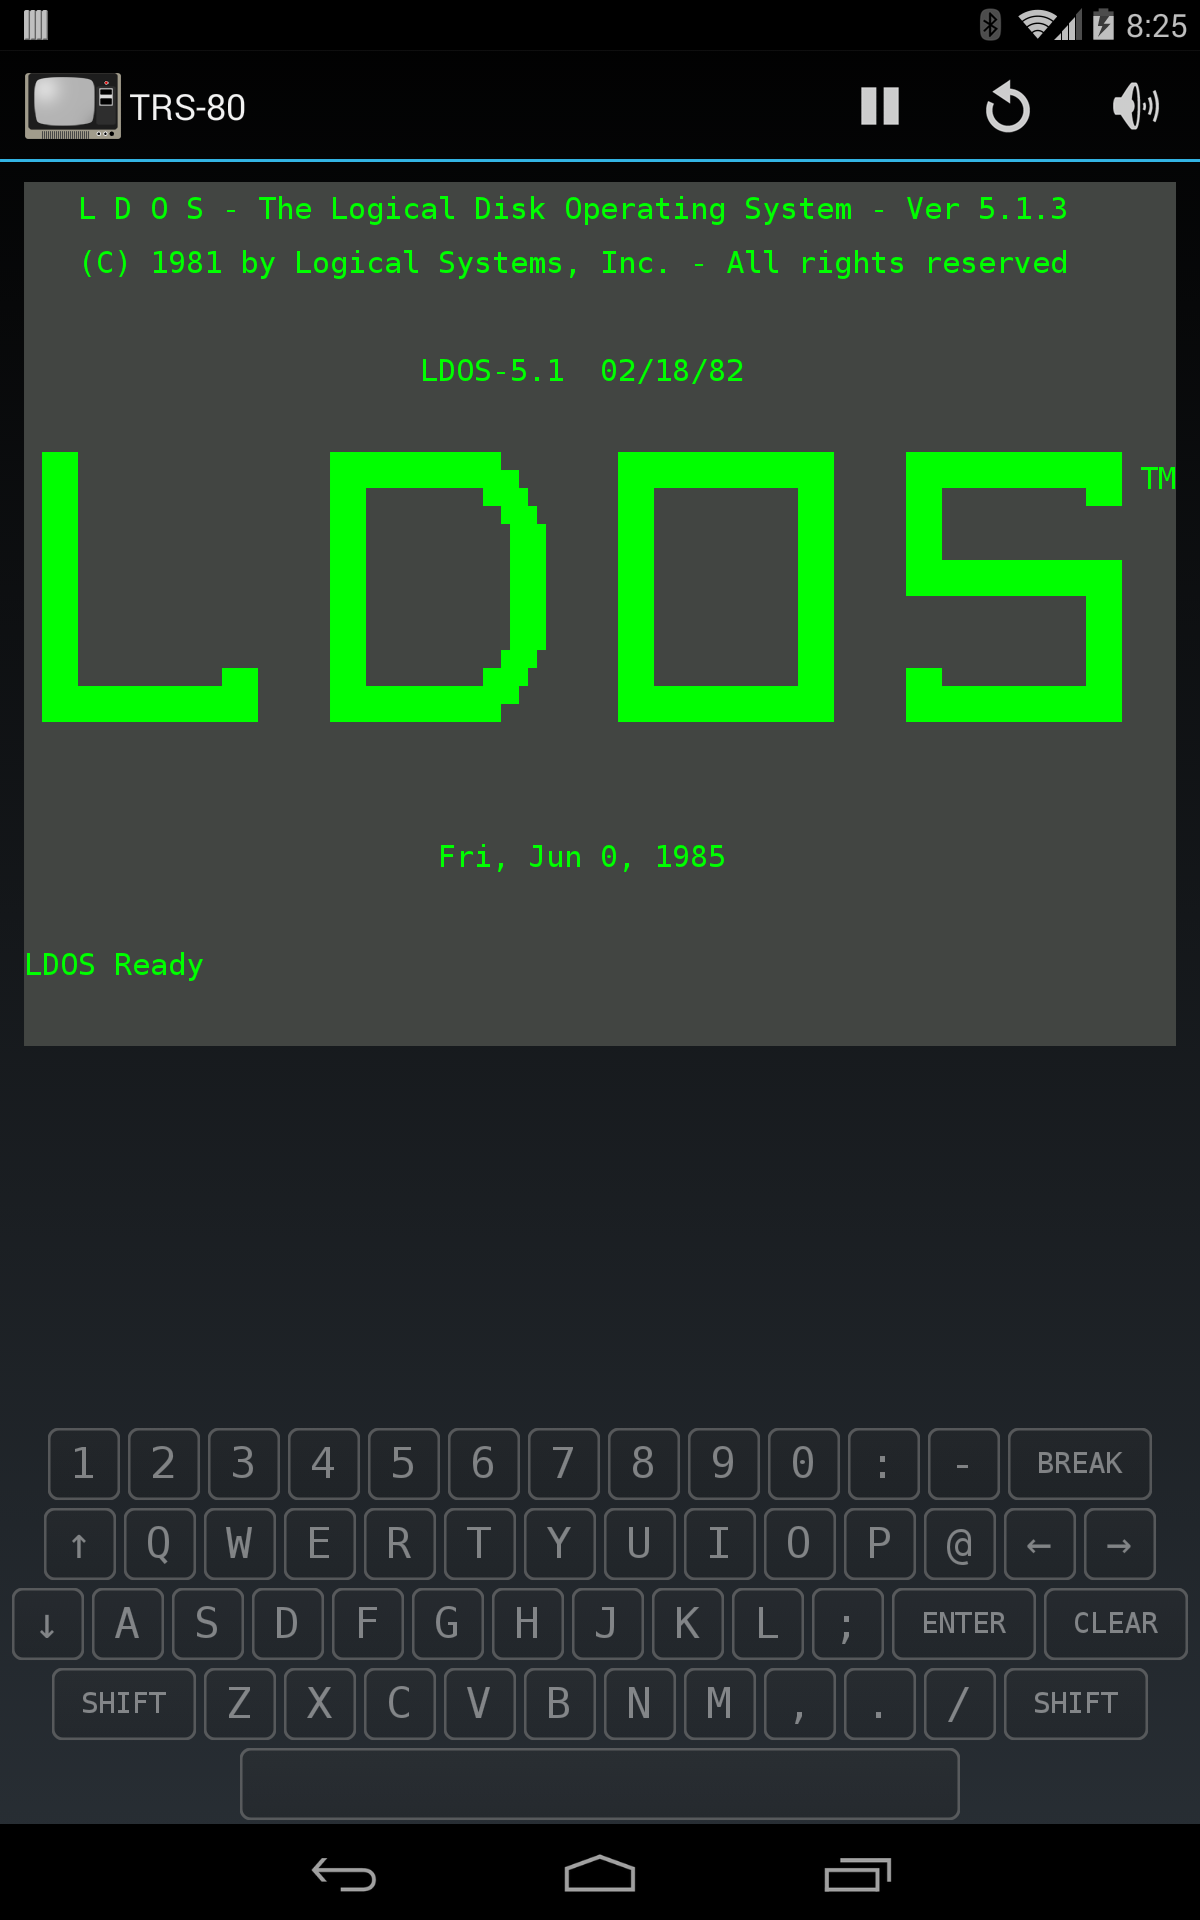 8:25
TRS-80
L D O S - The Logical Disk Operating System - Ver 5.1.3
(C) 1981 by Logical Systems, Inc. - All rights reserved
LDOS-5.1  02/18/82
LDOS TM
Fri, Jun 0, 1985
LDOS Ready
1 2 3 4 5 6 7 8 9 0 : - BREAK
↑ Q W E R T Y U I O P @ ← →
↓ A S D F G H J K L ; ENTER CLEAR
SHIFT Z X C V B N M , . / SHIFT